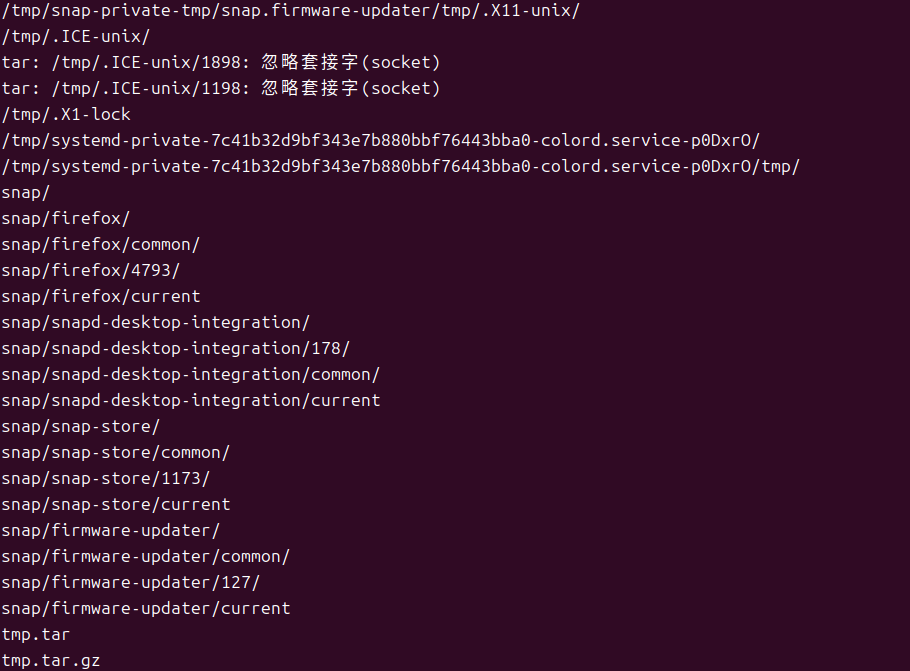 /tmp/snap-private-tmp/snap.firmware-updater/tmp/.X11-unix/
/tmp/.ICE-unix/
tar: /tmp/.ICE-unix/1898: 忽略套接字(socket)
tar: /tmp/.ICE-unix/1198: 忽略套接字(socket)
/tmp/.X1-lock
/tmp/systemd-private-7c41b32d9bf343e7b880bbf76443bba0-colord.service-p0DxrO/
/tmp/systemd-private-7c41b32d9bf343e7b880bbf76443bba0-colord.service-p0DxrO/tmp/
snap/
snap/firefox/
snap/firefox/common/
snap/firefox/4793/
snap/firefox/current
snap/snapd-desktop-integration/
snap/snapd-desktop-integration/178/
snap/snapd-desktop-integration/common/
snap/snapd-desktop-integration/current
snap/snap-store/
snap/snap-store/common/
snap/snap-store/1173/
snap/snap-store/current
snap/firmware-updater/
snap/firmware-updater/common/
snap/firmware-updater/127/
snap/firmware-updater/current
tmp.tar
tmp.tar.gz